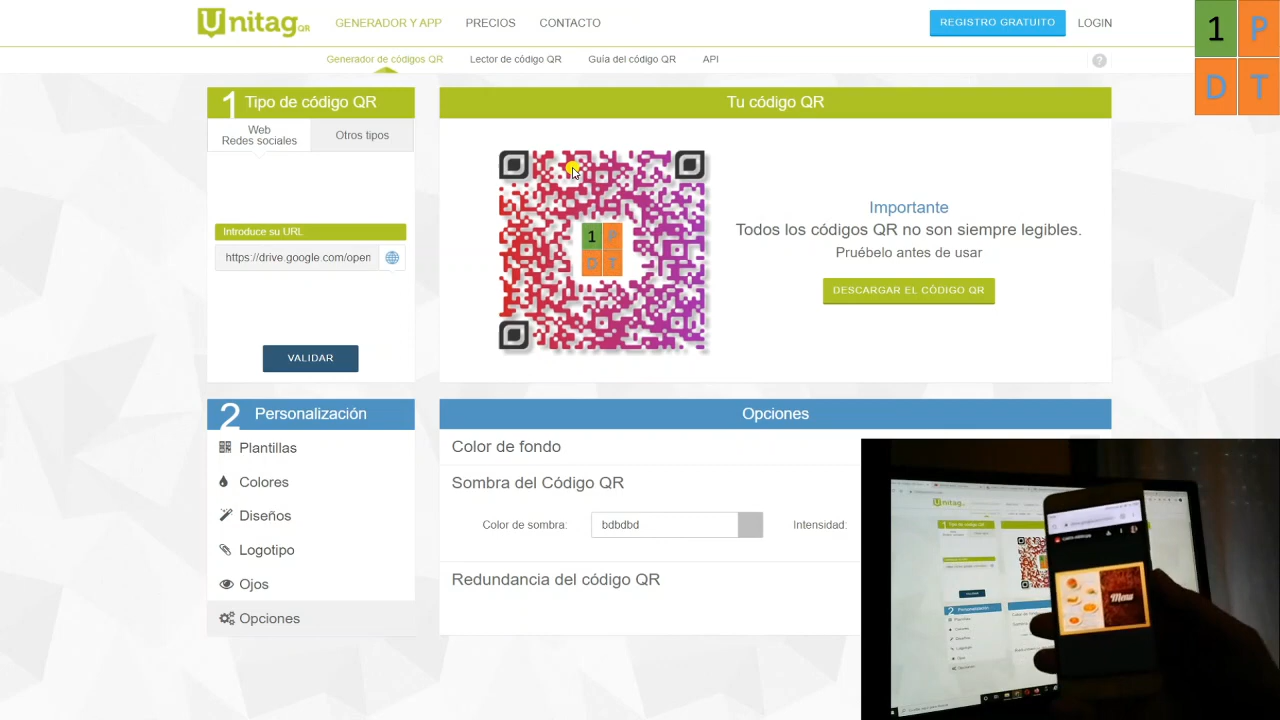 Unitag QR
GENERADOR Y APP
PRECIOS
CONTACTO
REGISTRO GRATUITO
LOGIN
1 P
D T
Generador de códigos QR
Lector de código QR
Guía del código QR
API
?
1 Tipo de código QR
Web
Redes sociales
Otros tipos
Introduce su URL
https://drive.google.com/open
VALIDAR
Tu código QR
1 P
D T
Importante
Todos los códigos QR no son siempre legibles.
Pruébelo antes de usar
DESCARGAR EL CÓDIGO QR
2 Personalización
Plantillas
Colores
Diseños
Logotipo
Ojos
Opciones
Opciones
Color de fondo
Sombra del Código QR
Color de sombra:
bdbdbd
Intensidad:
Redundancia del código QR
Unitag
Menu